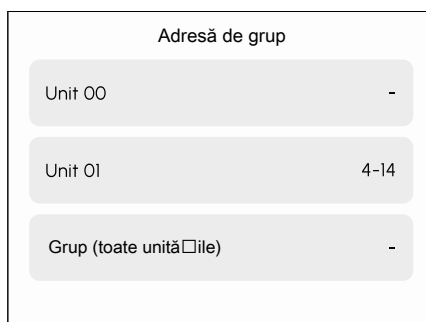 Adresă de grup
Unit 00 -
Unit 01 4-14
Grup (toate unită□ile) -